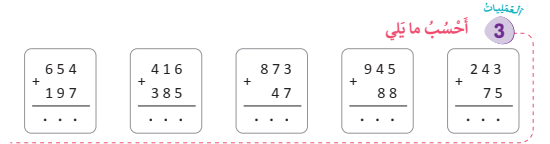 العمليات
3 أَحْسُبُ ما يَلي
654 416 873 945 243
+ + + + +
197 385 47 88 75
. . . . . . . . . . . . . . .